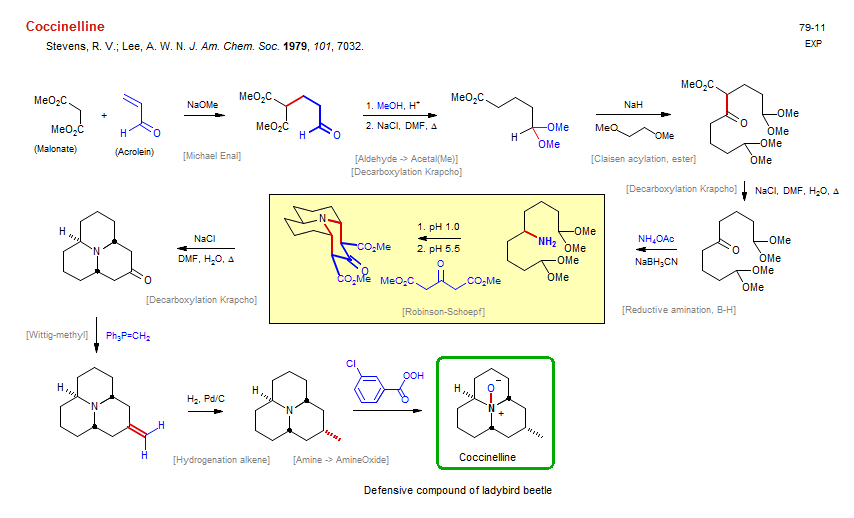 Coccinelline
79-11
Stevens, R. V.; Lee, A. W. N. J. Am. Chem. Soc. 1979, 101, 7032.
EXP
MeO₂C
MeO₂C
(Malonate)
+
H
O
(Acrolein)
NaOMe
[Michael Enal]
MeO₂C
MeO₂C
H
O
1. MeOH, H⁺
2. NaCl, DMF, Δ
[Aldehyde -> Acetal(Me)]
[Decarboxylation Krapcho]
MeO₂C
H
OMe
OMe
NaH
MeO
OMe
[Claisen acylation, ester]
MeO₂C
O
OMe
OMe
OMe
OMe
[Decarboxylation Krapcho]
NaCl, DMF, H₂O, Δ
O
OMe
OMe
OMe
OMe
NH₄OAc
NaBH₃CN
[Reductive amination, B-H]
NH₂
OMe
OMe
OMe
OMe
1. pH 1.0
2. pH 5.5
MeO₂C
O
CO₂Me
[Robinson-Schoepf]
N
CO₂Me
O
CO₂Me
NaCl
DMF, H₂O, Δ
[Decarboxylation Krapcho]
H
N
O
[Wittig-methyl]
Ph₃P=CH₂
H
N
H
H
H₂, Pd/C
[Hydrogenation alkene]
H
N
[Amine -> AmineOxide]
Cl
OOH
O
H
O
−
N
+
Coccinelline
Defensive compound of ladybird beetle